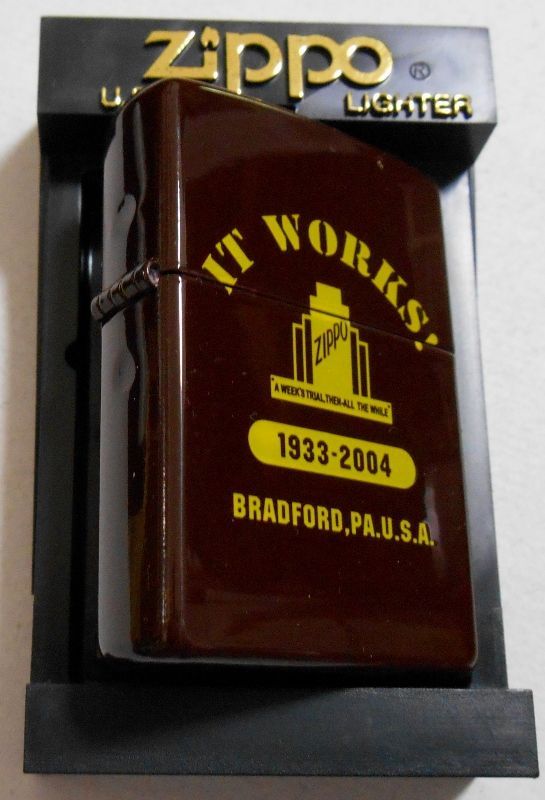 zippo®
LIGHTER
IT WORKS!
ZIPPO
"A WEEK'S TRIAL, THEN-ALL THE WHILE"
1933-2004
BRADFORD,PA.U.S.A.